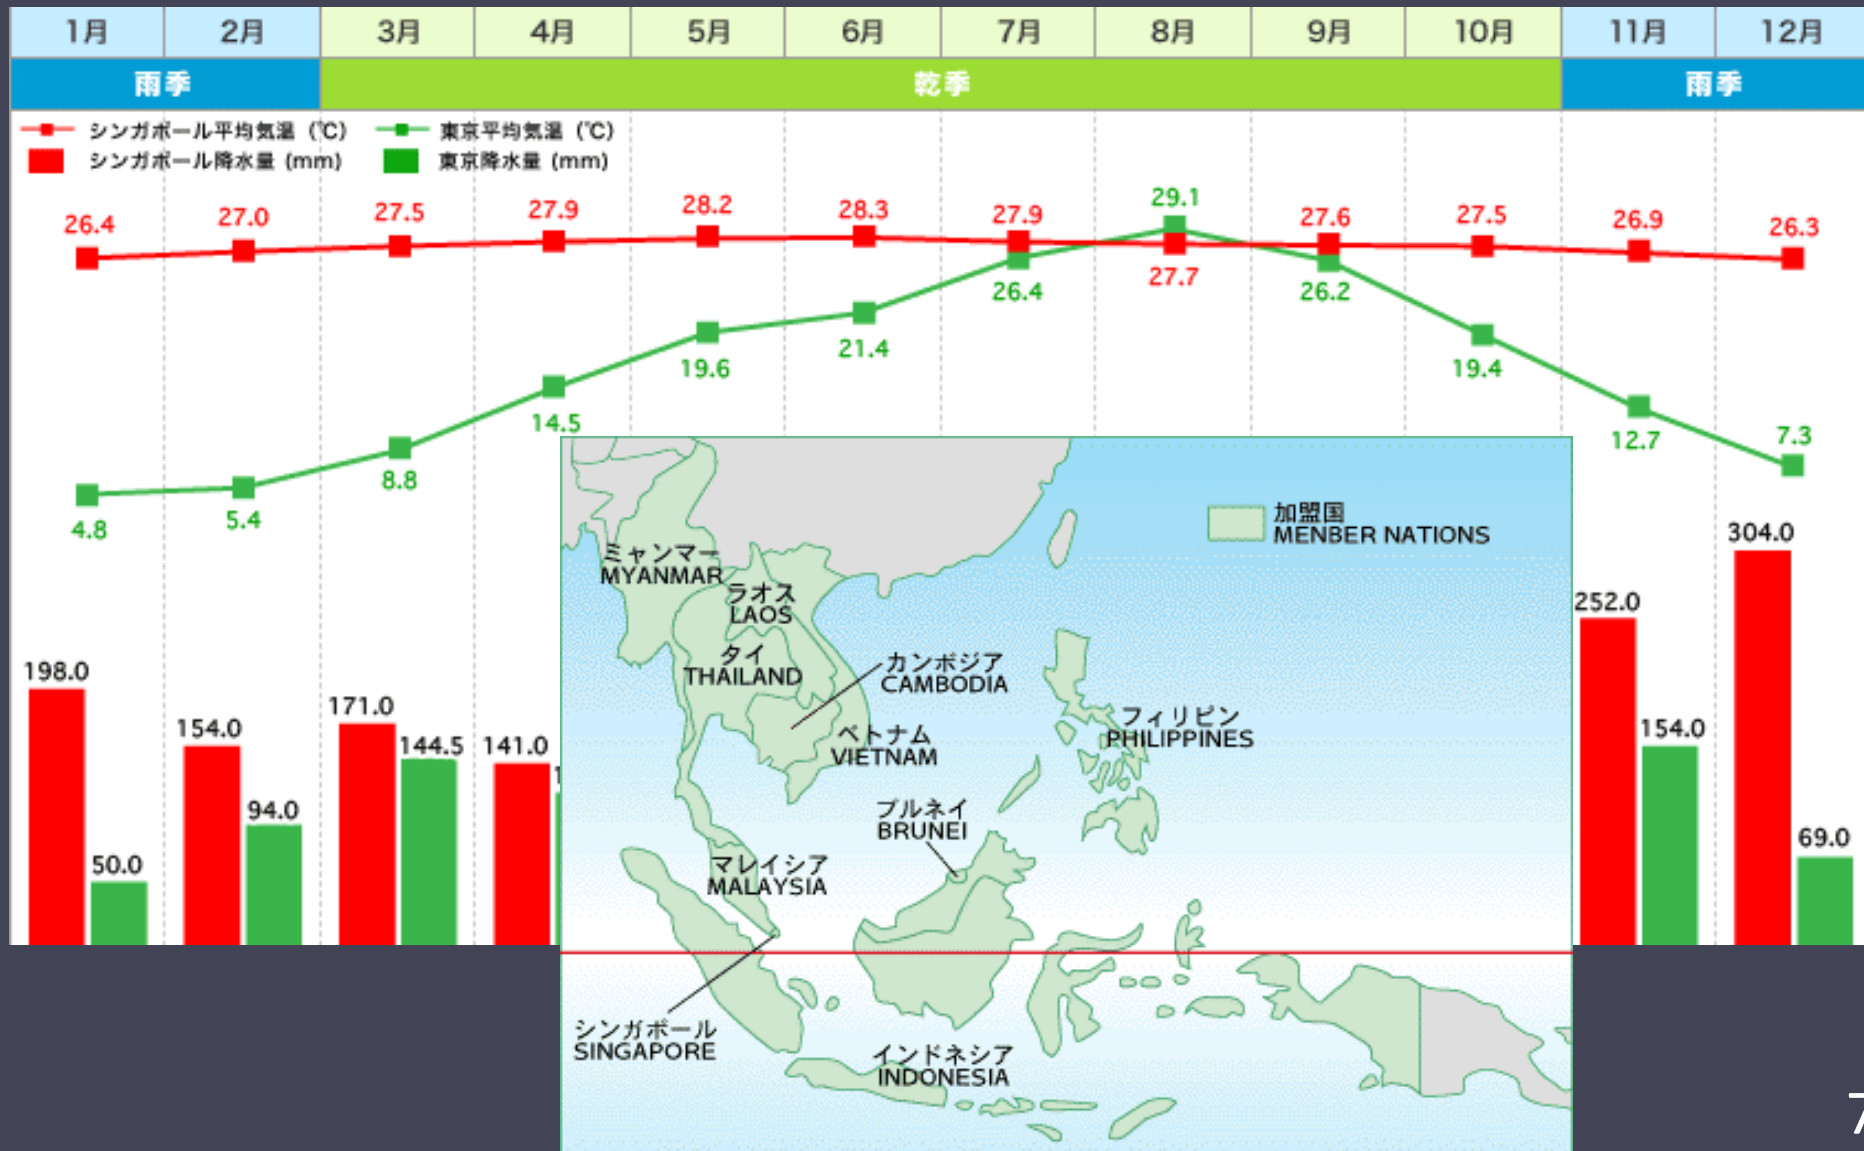 1月 2月 3月 4月 5月 6月 7月 8月 9月 10月 11月 12月
雨季 乾季 雨季
シンガポール平均気温 (℃) 東京平均気温 (℃)
シンガポール降水量 (mm) 東京降水量 (mm)
26.4 27.0 27.5 27.9 28.2 28.3 27.9 29.1 27.6 27.5 26.9 26.3
4.8 5.4 8.8 14.5 19.6 21.4 26.4 27.7 26.2 19.4 12.7 7.3
198.0 50.0 154.0 94.0 171.0 144.5 141.0 252.0 154.0 304.0 69.0
加盟国
MENBER NATIONS
ミャンマー
MYANMAR
ラオス
LAOS
タイ
THAILAND
カンボジア
CAMBODIA
ベトナム
VIETNAM
フィリピン
PHILIPPINES
ブルネイ
BRUNEI
マレイシア
MALAYSIA
シンガポール
SINGAPORE
インドネシア
INDONESIA
7